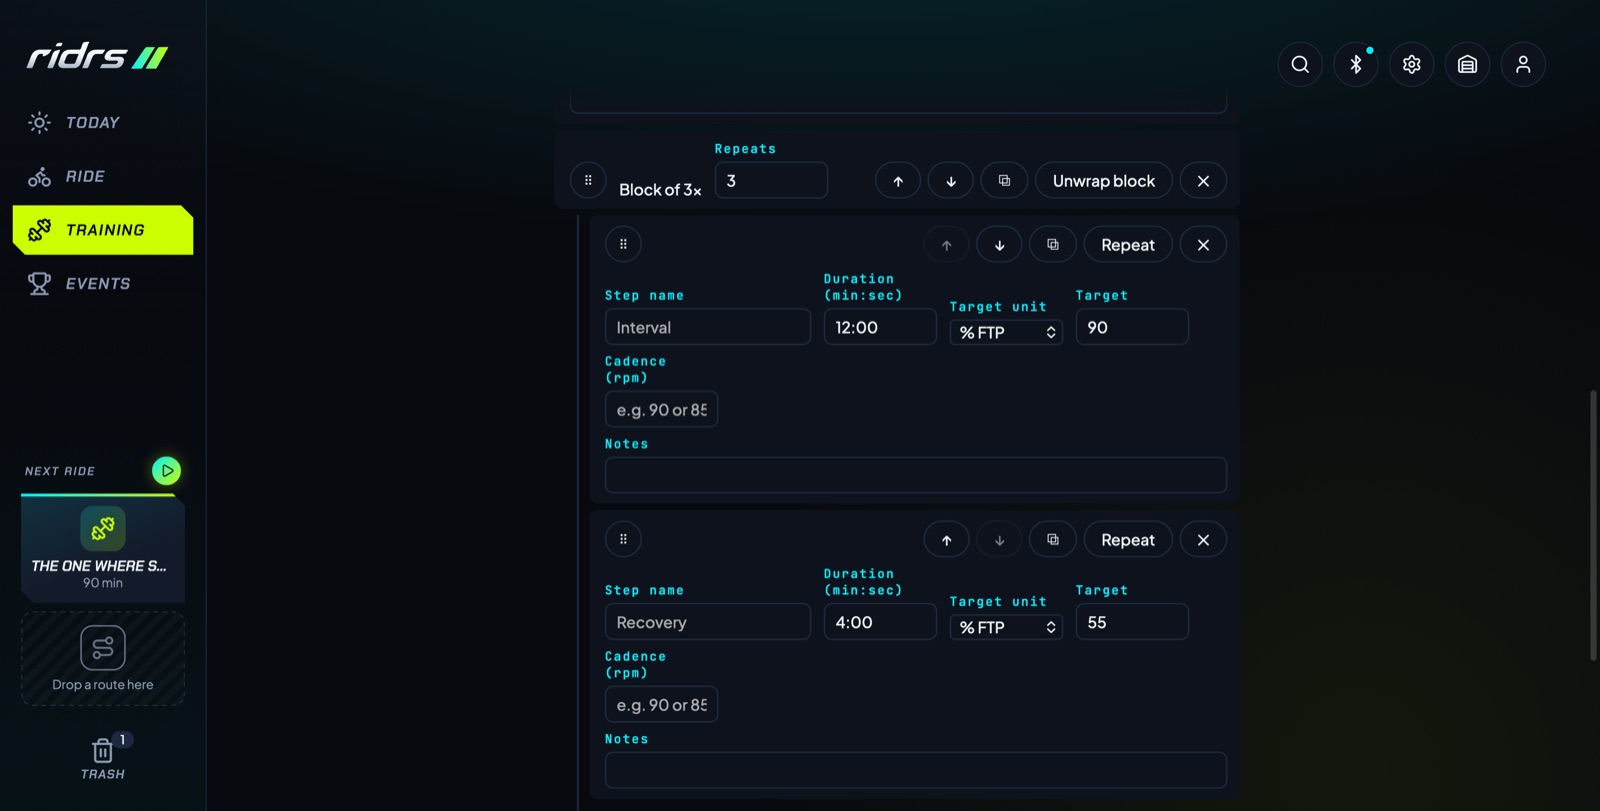 ridrs
TODAY
RIDE
TRAINING
EVENTS
NEXT RIDE
THE ONE WHERE S...
90 min
Drop a route here
1
TRASH
Repeats
Block of 3×
3
Unwrap block
Repeat
Step name
Duration
(min:sec)
Target unit
Target
Interval
12:00
% FTP
90
Cadence
(rpm)
e.g. 90 or 85
Notes
Repeat
Step name
Duration
(min:sec)
Target unit
Target
Recovery
4:00
% FTP
55
Cadence
(rpm)
e.g. 90 or 85
Notes